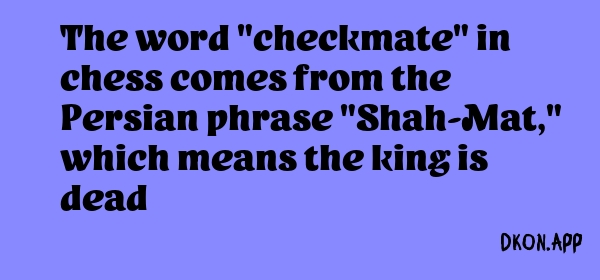 The word "checkmate" in
chess comes from the
Persian phrase "Shah-Mat,"
which means the king is
dead
DKON.APP